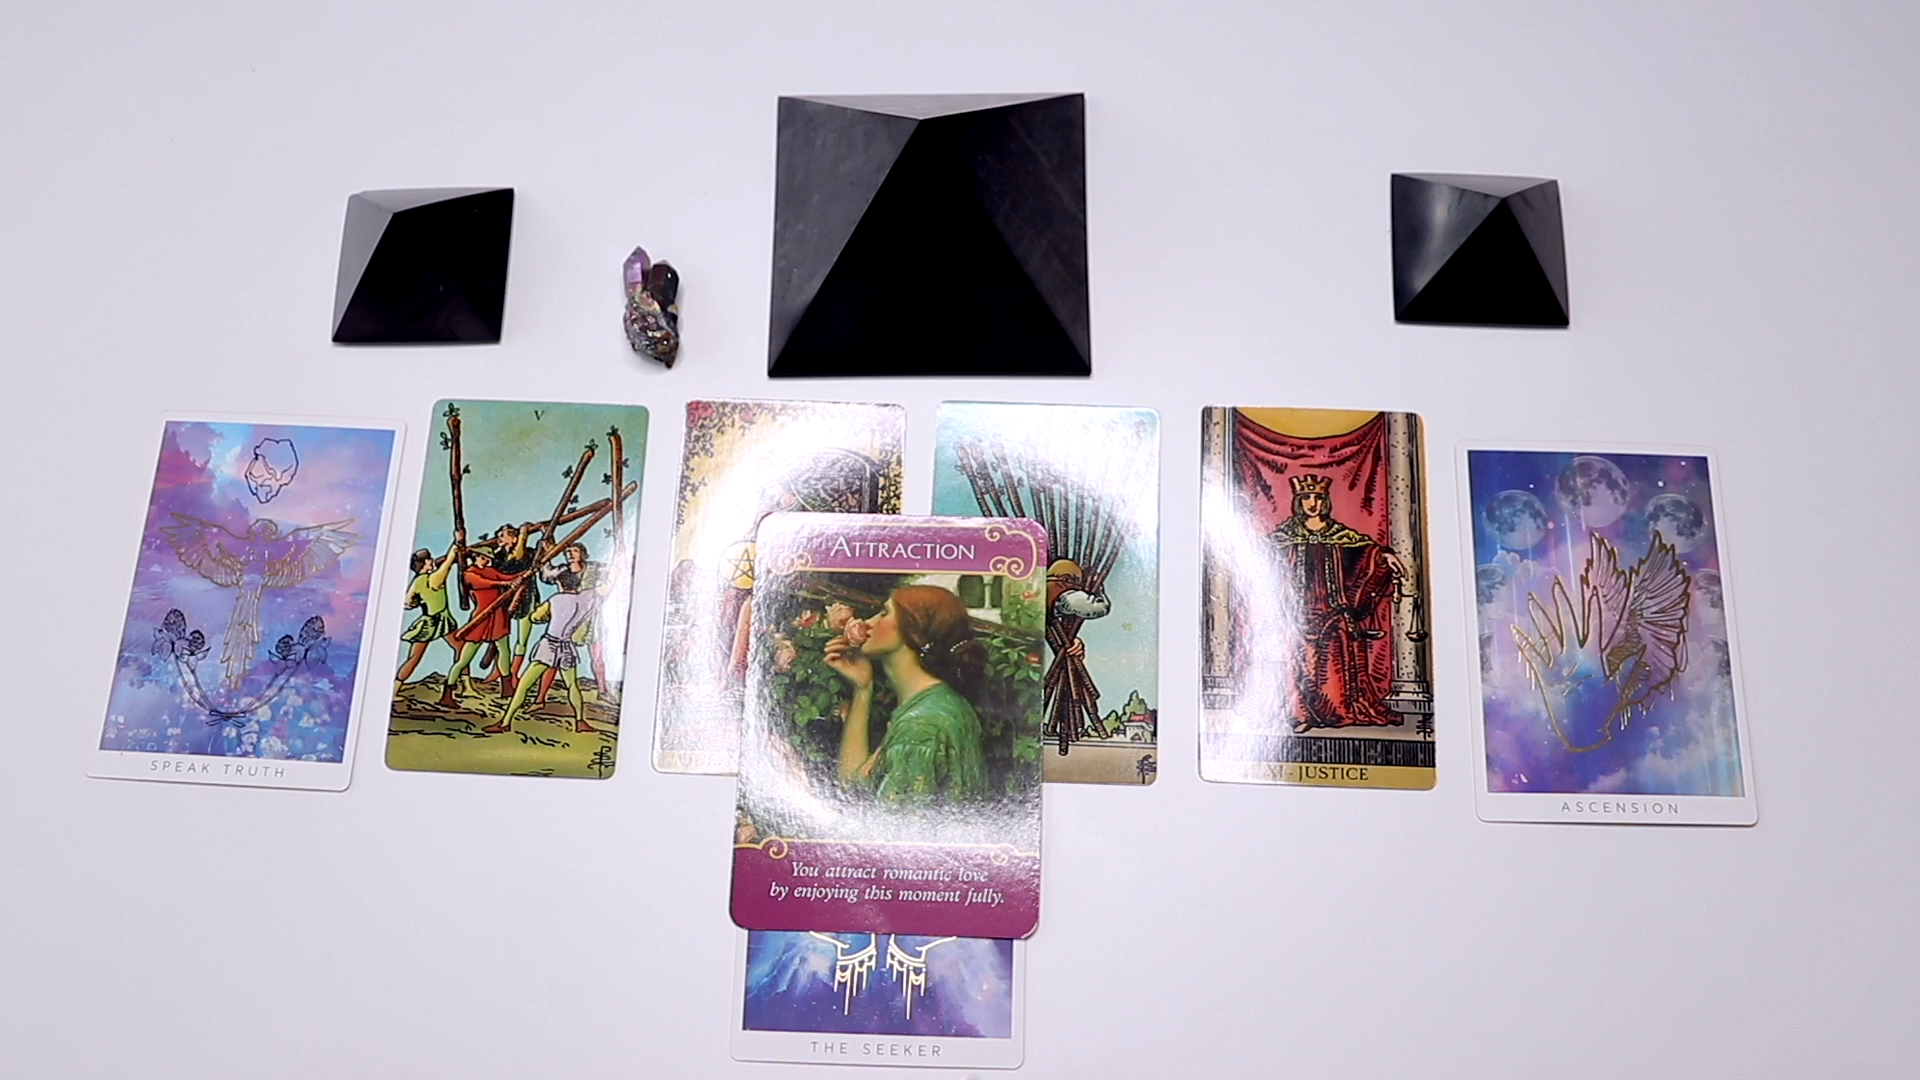 V
SPEAK TRUTH
ATTRACTION
You attract romantic love
by enjoying this moment fully.
JUSTICE
ASCENSION
THE SEEKER